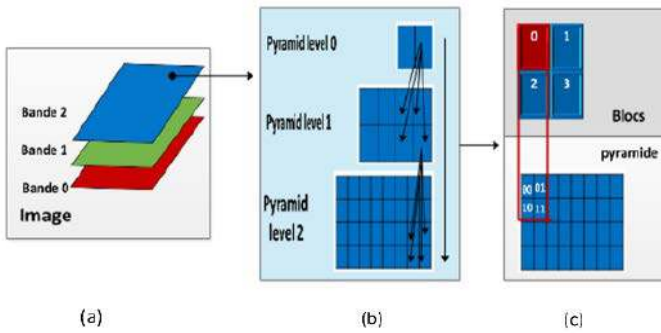 Bande 2
Bande 1
Bande 0
Image
Pyramid level 0
Pyramid level 1
Pyramid
level 2
0 1
2 3
Blocs
pyramide
00 01
10 11
(a) (b) (c)